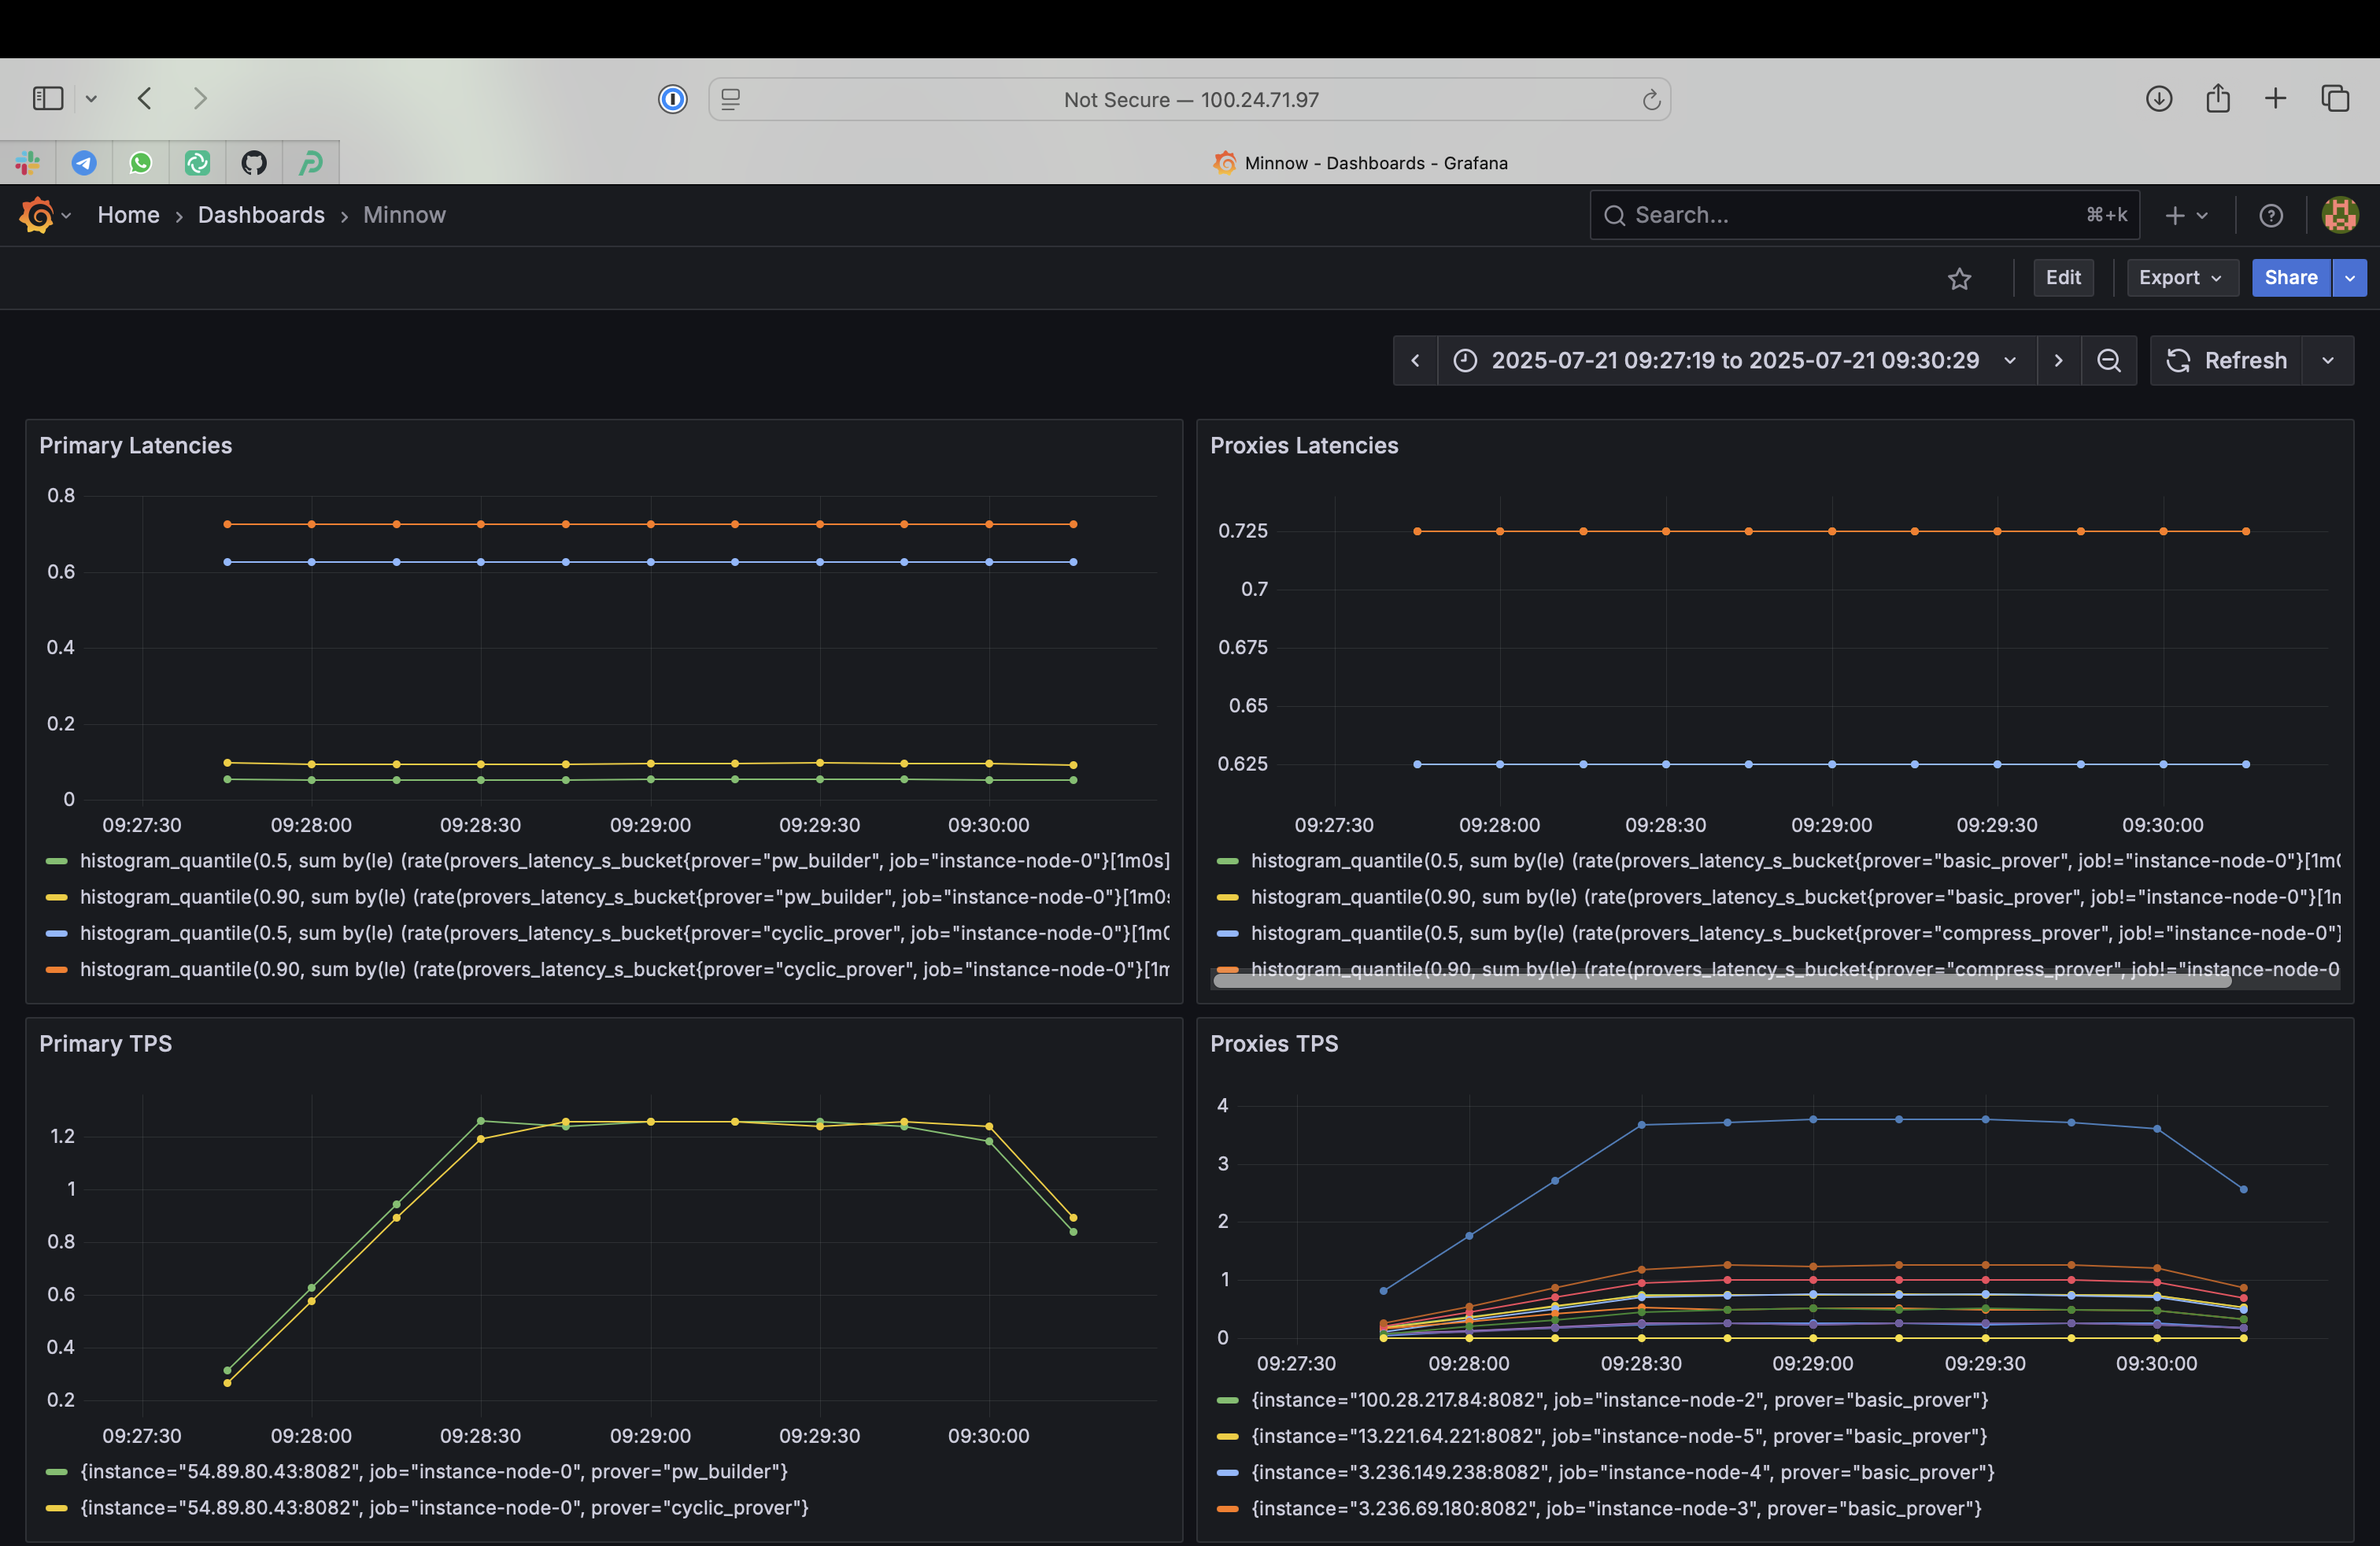 Not Secure — 100.24.71.97
Minnow - Dashboards - Grafana
Home › Dashboards › Minnow
Search...
⌘+k
Edit
Export
Share
2025-07-21 09:27:19 to 2025-07-21 09:30:29
Refresh
Primary Latencies
0.8
0.6
0.4
0.2
0
09:27:30 09:28:00 09:28:30 09:29:00 09:29:30 09:30:00
histogram_quantile(0.5, sum by(le) (rate(provers_latency_s_bucket{prover="pw_builder", job="instance-node-0"}[1m0s]
histogram_quantile(0.90, sum by(le) (rate(provers_latency_s_bucket{prover="pw_builder", job="instance-node-0"}[1m0s
histogram_quantile(0.5, sum by(le) (rate(provers_latency_s_bucket{prover="cyclic_prover", job="instance-node-0"}[1m0
histogram_quantile(0.90, sum by(le) (rate(provers_latency_s_bucket{prover="cyclic_prover", job="instance-node-0"}[1m
Proxies Latencies
0.725
0.7
0.675
0.65
0.625
09:27:30 09:28:00 09:28:30 09:29:00 09:29:30 09:30:00
histogram_quantile(0.5, sum by(le) (rate(provers_latency_s_bucket{prover="basic_prover", job!="instance-node-0"}[1m0
histogram_quantile(0.90, sum by(le) (rate(provers_latency_s_bucket{prover="basic_prover", job!="instance-node-0"}[1m
histogram_quantile(0.5, sum by(le) (rate(provers_latency_s_bucket{prover="compress_prover", job!="instance-node-0"}
histogram_quantile(0.90, sum by(le) (rate(provers_latency_s_bucket{prover="compress_prover", job!="instance-node-0
Primary TPS
1.2
1
0.8
0.6
0.4
0.2
09:27:30 09:28:00 09:28:30 09:29:00 09:29:30 09:30:00
{instance="54.89.80.43:8082", job="instance-node-0", prover="pw_builder"}
{instance="54.89.80.43:8082", job="instance-node-0", prover="cyclic_prover"}
Proxies TPS
4
3
2
1
0
09:27:30 09:28:00 09:28:30 09:29:00 09:29:30 09:30:00
{instance="100.28.217.84:8082", job="instance-node-2", prover="basic_prover"}
{instance="13.221.64.221:8082", job="instance-node-5", prover="basic_prover"}
{instance="3.236.149.238:8082", job="instance-node-4", prover="basic_prover"}
{instance="3.236.69.180:8082", job="instance-node-3", prover="basic_prover"}